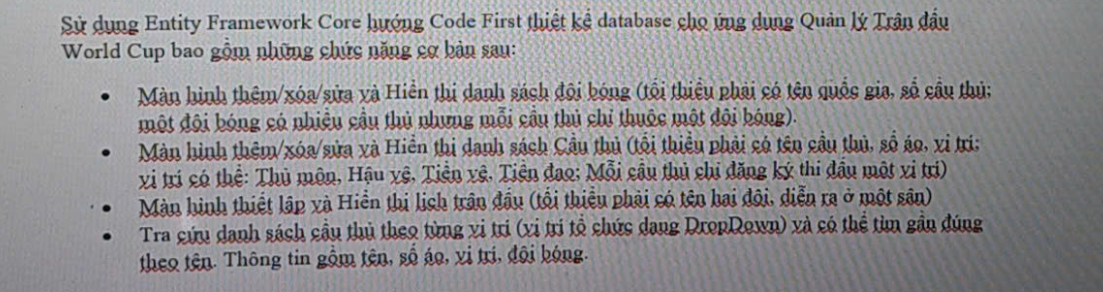 Sử dụng Entity Framework Core hướng Code First thiết kế database cho ứng dụng Quản lý Trận đấu
World Cup bao gồm những chức năng cơ bản sau:
• Màn hình thêm/xóa/sửa và Hiển thị danh sách đội bóng (tối thiểu phải có tên quốc gia, số cầu thủ;
một đội bóng có nhiều cầu thủ nhưng mỗi cầu thủ chỉ thuộc một đội bóng).
• Màn hình thêm/xóa/sửa và Hiển thị danh sách Cầu thủ (tối thiểu phải có tên cầu thủ, số áo, vị trí;
vị trí có thể: Thủ môn, Hậu vệ, Tiền vệ, Tiền đạo; Mỗi cầu thủ chỉ đăng ký thi đấu một vị trí)
• Màn hình thiết lập và Hiển thị lịch trận đấu (tối thiểu phải có tên hai đội, diễn ra ở một sân)
• Tra cứu danh sách cầu thủ theo từng vị trí (vị trí tổ chức dạng DropDown) và có thể tìm gần đúng
theo tên. Thông tin gồm tên, số áo, vị trí, đội bóng.